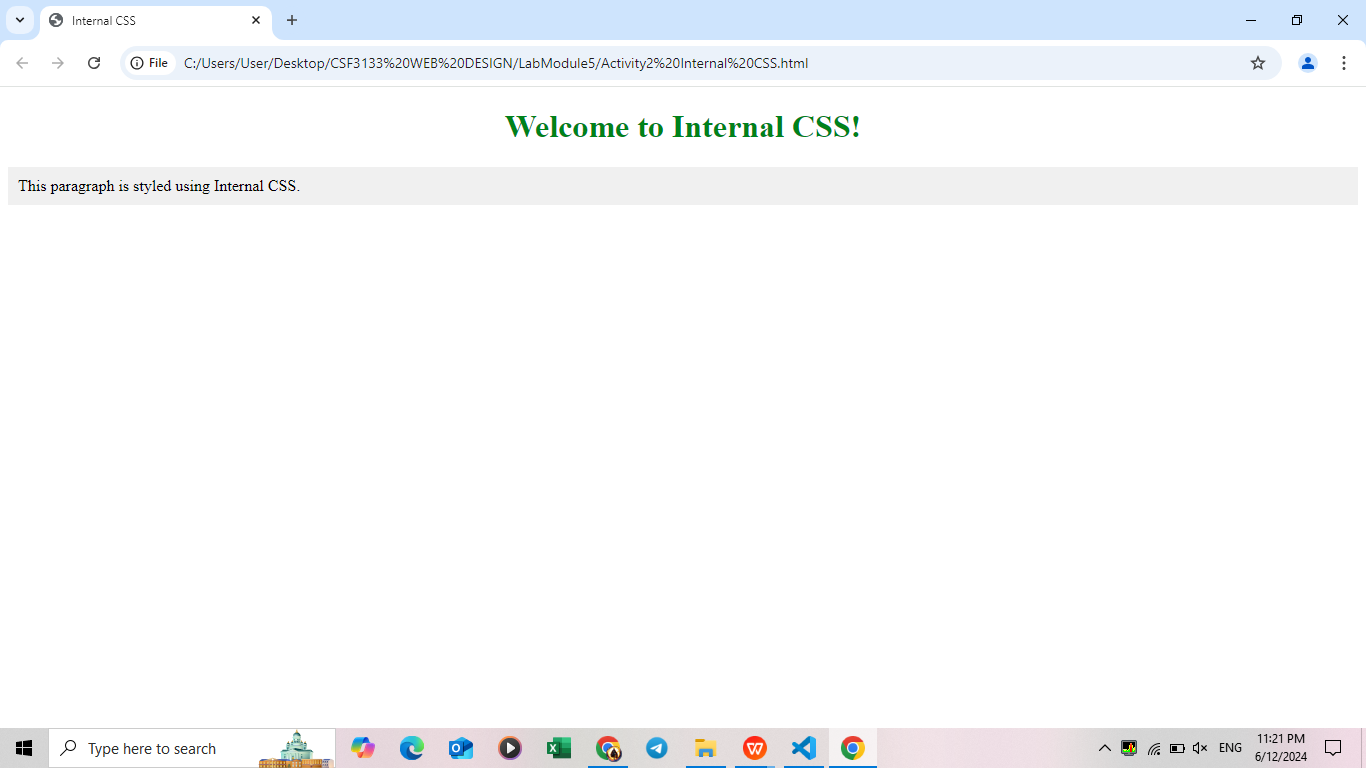 Internal CSS
File
C:/Users/User/Desktop/CSF3133%20WEB%20DESIGN/LabModule5/Activity2%20Internal%20CSS.html
Welcome to Internal CSS!
This paragraph is styled using Internal CSS.
Type here to search
ENG
11:21 PM
6/12/2024